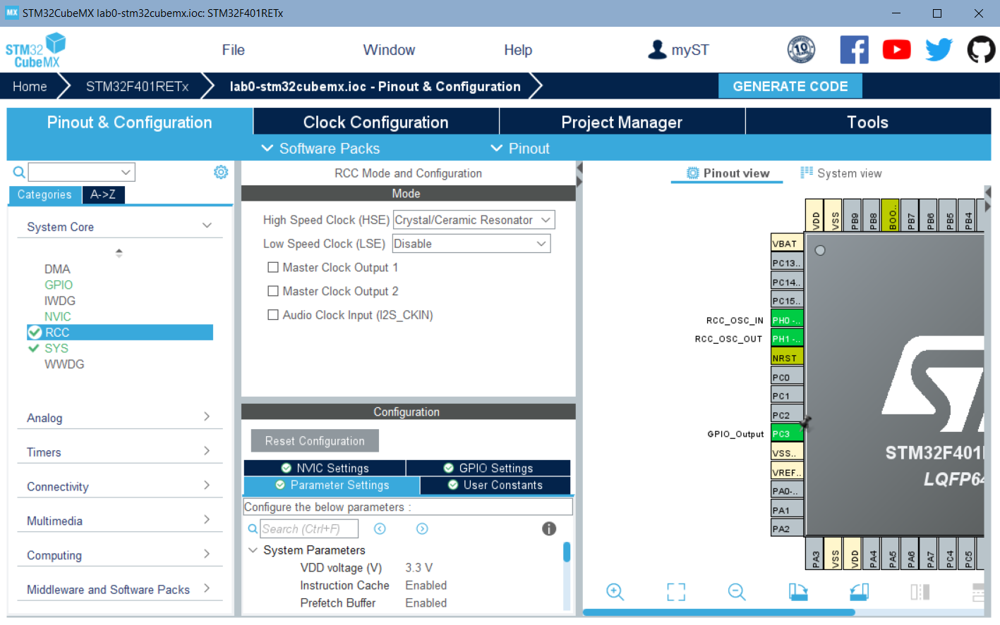 STM32CubeMX lab0-stm32cubemx.ioc: STM32F401RETx
STM32
CubeMX
File
Window
Help
myST
10
Home
STM32F401RETx
lab0-stm32cubemx.ioc - Pinout & Configuration
GENERATE CODE
Pinout & Configuration
Clock Configuration
Project Manager
Tools
Software Packs
Pinout
Categories
A->Z
System Core
DMA
GPIO
IWDG
NVIC
RCC
SYS
WWDG
Analog
Timers
Connectivity
Multimedia
Computing
Middleware and Software Packs
RCC Mode and Configuration
Mode
High Speed Clock (HSE) Crystal/Ceramic Resonator
Low Speed Clock (LSE) Disable
Master Clock Output 1
Master Clock Output 2
Audio Clock Input (I2S_CKIN)
Configuration
Reset Configuration
NVIC Settings
GPIO Settings
Parameter Settings
User Constants
Configure the below parameters :
Search (Ctrl+F)
System Parameters
VDD voltage (V) 3.3 V
Instruction Cache Enabled
Prefetch Buffer Enabled
Pinout view
System view
VDD
VSS
PB9
PB8
BOO..
PB7
PB6
PB5
PB4
VBAT
PC13..
PC14..
PC15..
RCC_OSC_IN PH0 -..
RCC_OSC_OUT PH1 -..
NRST
PC0
PC1
PC2
GPIO_Output PC3
VSS..
VREF..
PA0-..
PA1
PA2
STM32F401
LQFP64
PA3
VSS
VDD
PA4
PA5
PA6
PA7
PC4
PC5